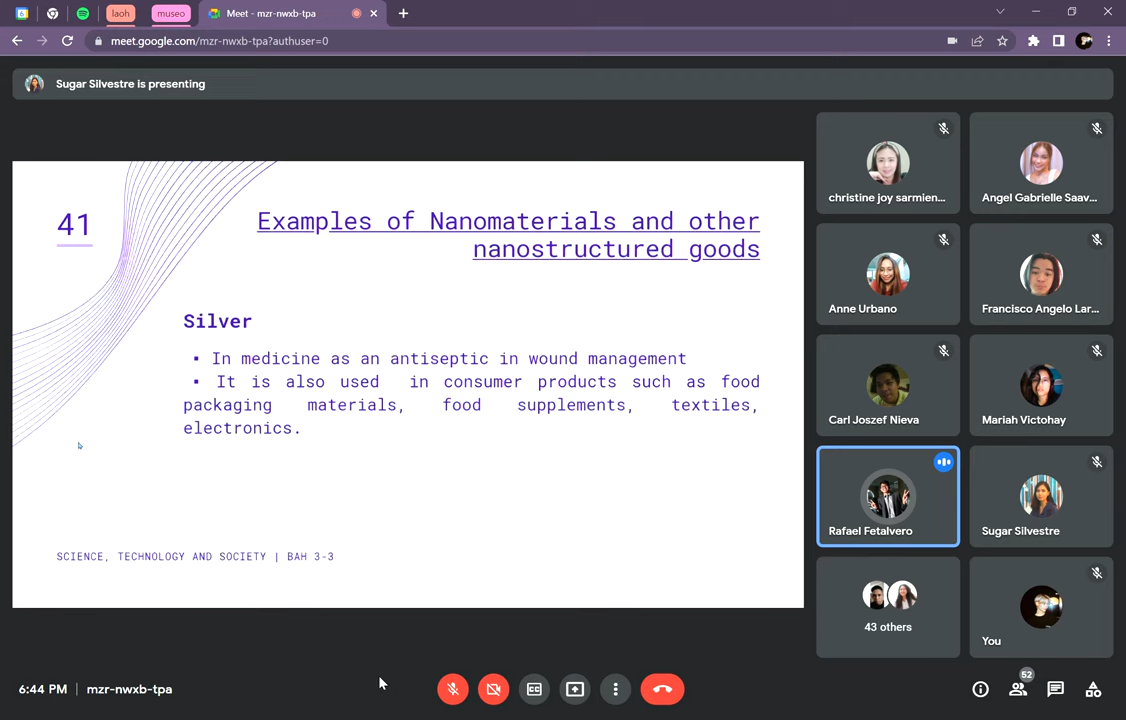 laoh
museo
Meet - mzr-nwxb-tpa
meet.google.com/mzr-nwxb-tpa?authuser=0
Sugar Silvestre is presenting
41
Examples of Nanomaterials and other
nanostructured goods
Silver
▪ In medicine as an antiseptic in wound management
▪ It is also used in consumer products such as food
packaging materials, food supplements, textiles,
electronics.
SCIENCE, TECHNOLOGY AND SOCIETY | BAH 3-3
christine joy sarmien...
Angel Gabrielle Saav...
Anne Urbano
Francisco Angelo Lar...
Carl Joszef Nieva
Mariah Victohay
Rafael Fetalvero
Sugar Silvestre
43 others
You
6:44 PM | mzr-nwxb-tpa
52